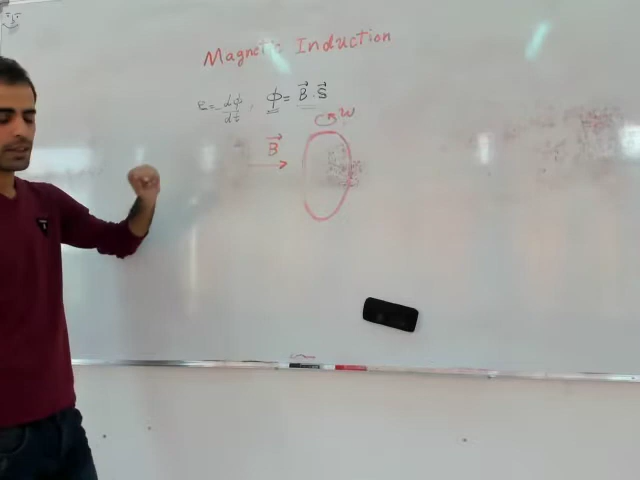 Magnetic Induction
ε = dφ/dt , φ = B⃗ . S⃗
ω
B⃗